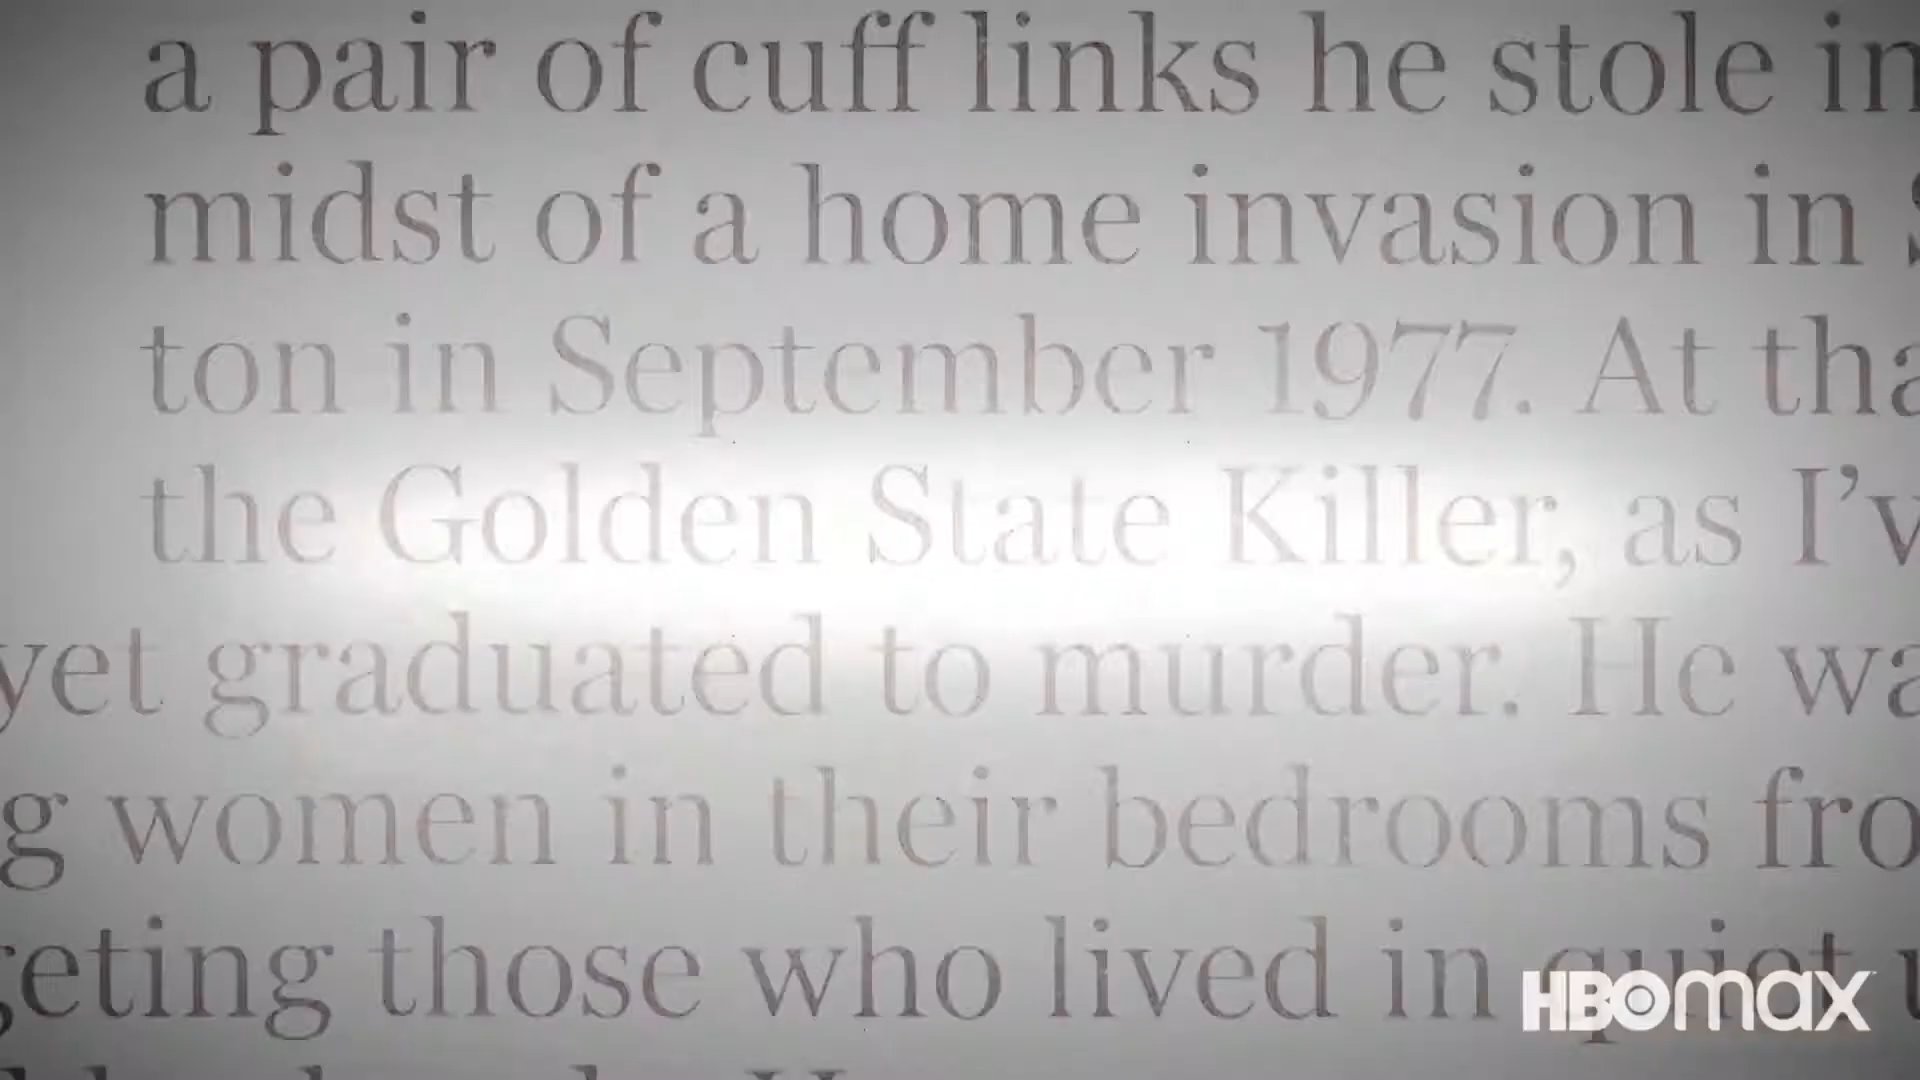 a pair of cuff links he stole in
midst of a home invasion in
ton in September 1977. At tha
the Golden State Killer, as I'v
yet graduated to murder. He wa
g women in their bedrooms fro
geting those who lived in quiet u
HBOMAX